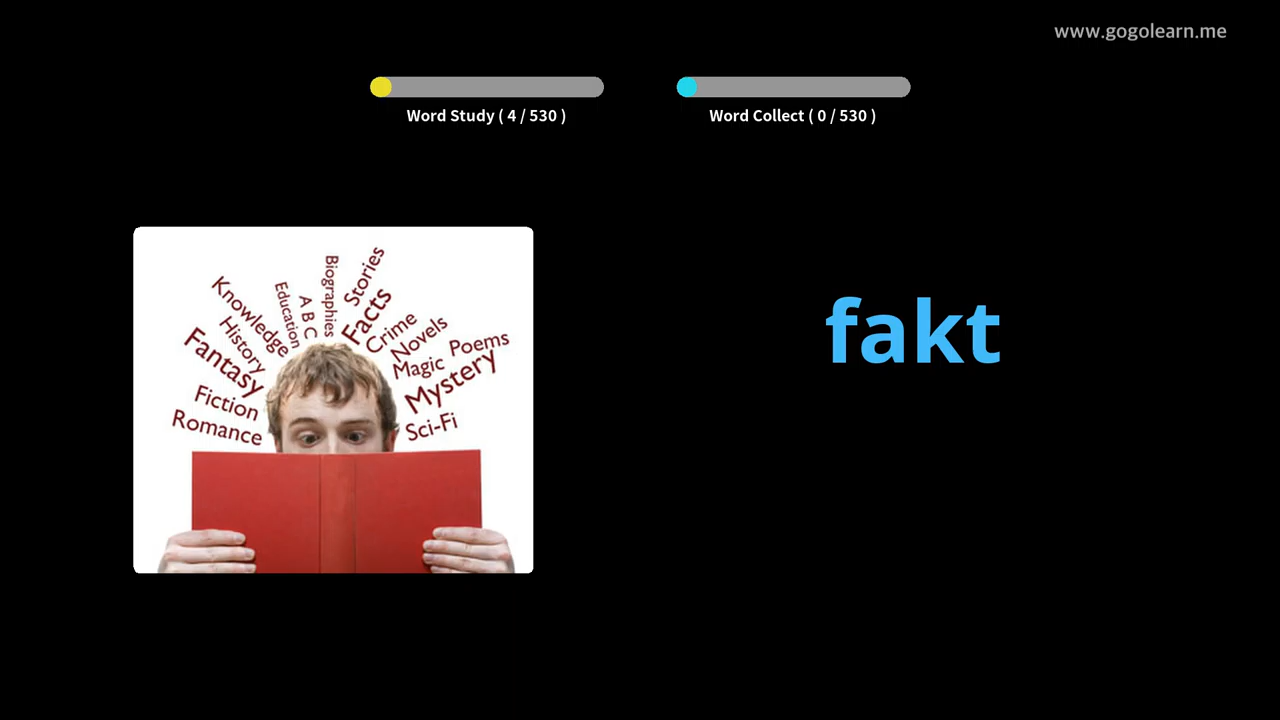 www.gogolearn.me
Word Study ( 4 / 530 )
Word Collect ( 0 / 530 )
Knowledge
Education
A B C
Biographies
Stories
Facts
Crime
Novels
Poems
History
Fantasy
Magic
Mystery
Fiction
Romance
Sci-Fi
fakt